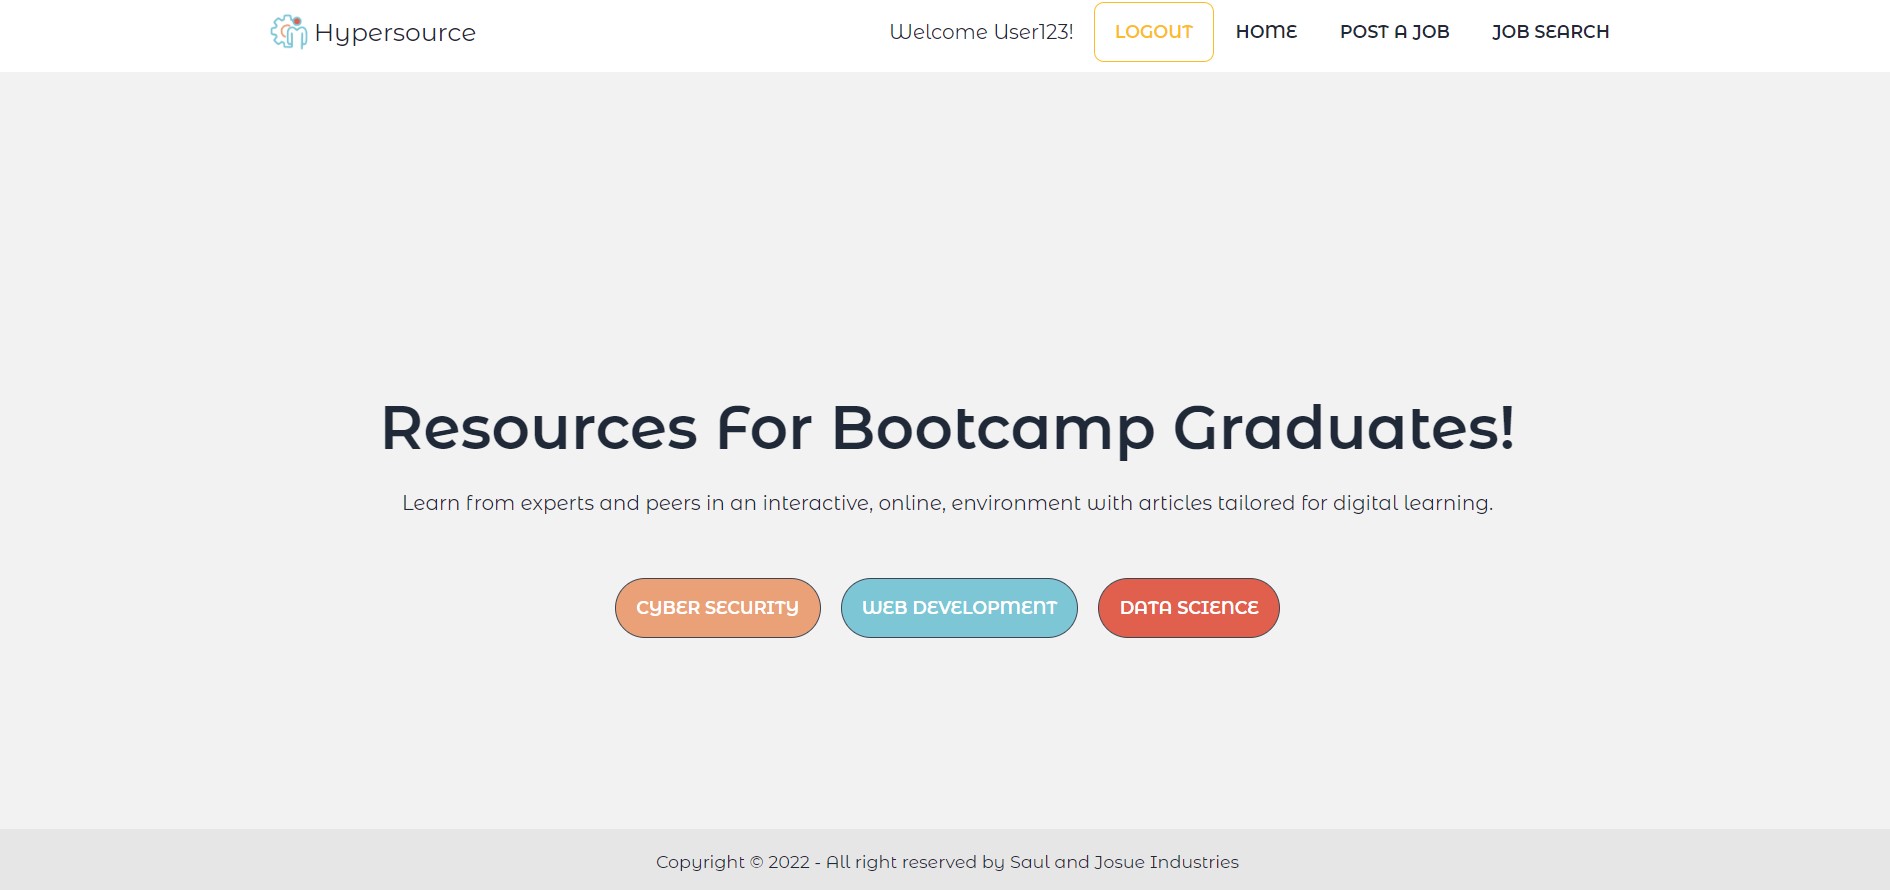 Hypersource
Welcome User123! LOGOUT HOME POST A JOB JOB SEARCH
Resources For Bootcamp Graduates!
Learn from experts and peers in an interactive, online, environment with articles tailored for digital learning.
CYBER SECURITY WEB DEVELOPMENT DATA SCIENCE
Copyright © 2022 - All right reserved by Saul and Josue Industries